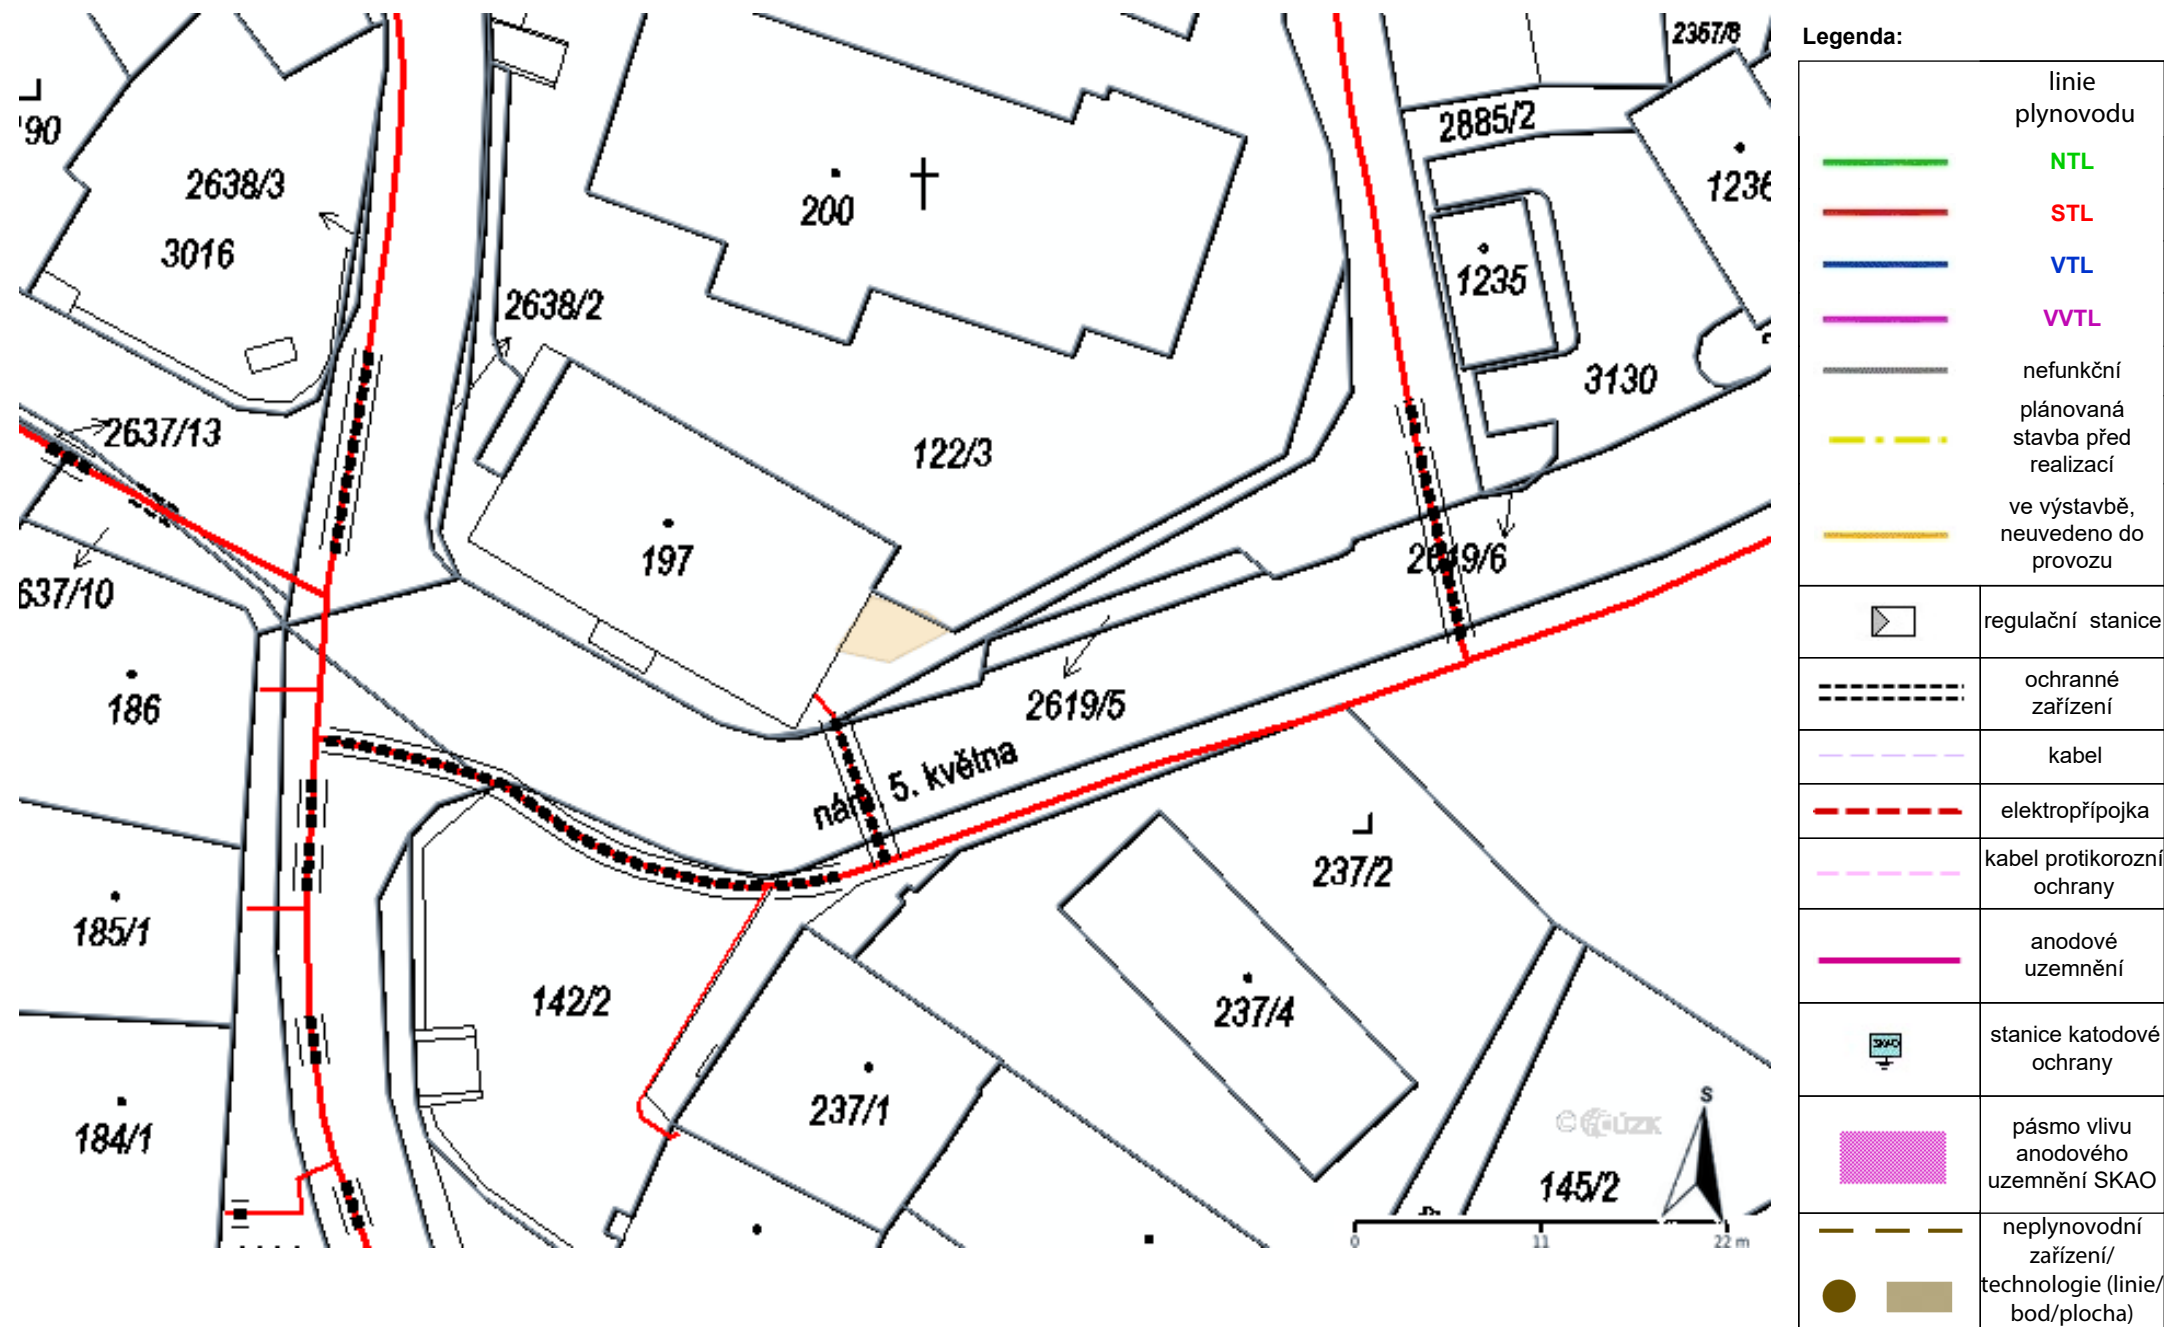 2367/8
2885/2
'90
2638/3
200
1236
3016
1235
2638/2
3130
2637/13
122/3
197
2619/6
637/10
186
2619/5
nám. 5. května
237/2
185/1
142/2
237/4
237/1
184/1
©
ČÚZK
S
145/2
0
11
22 m
Legenda:
linie
plynovodu
NTL
STL
VTL
VVTL
nefunkční
plánovaná
stavba před
realizací
ve výstavbě,
neuvedeno do
provozu
regulační stanice
ochranné
zařízení
kabel
elektropřípojka
kabel protikorozní
ochrany
anodové
uzemnění
SKAO
stanice katodové
ochrany
pásmo vlivu
anodového
uzemnění SKAO
neplynovodní
zařízení/
technologie (linie/
bod/plocha)